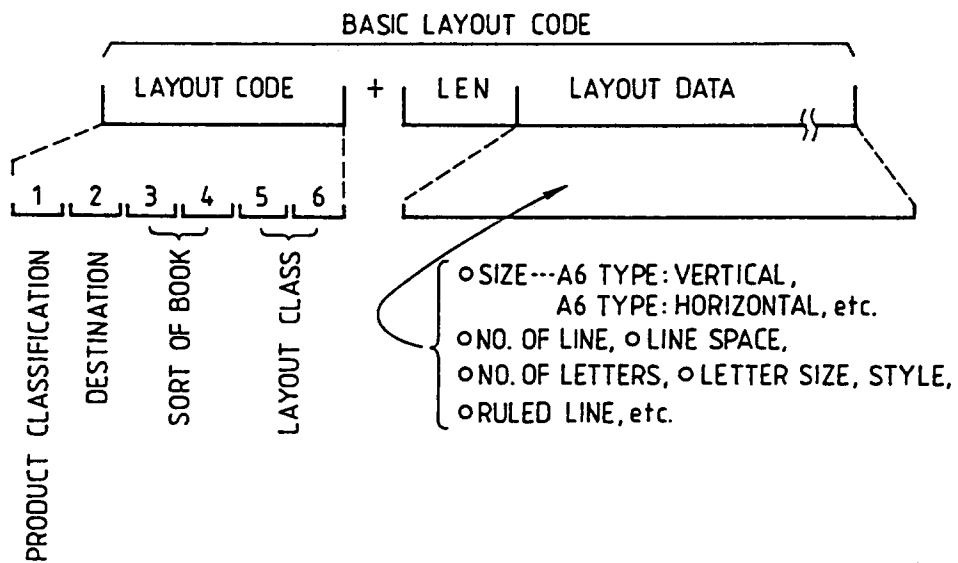 BASIC LAYOUT CODE
LAYOUT CODE + LEN LAYOUT DATA
1 2 3 4 5 6
PRODUCT CLASSIFICATION
DESTINATION
SORT OF BOOK
LAYOUT CLASS
○SIZE---A6 TYPE: VERTICAL,
A6 TYPE: HORIZONTAL, etc.
○NO. OF LINE, ○LINE SPACE,
○NO. OF LETTERS, ○LETTER SIZE, STYLE,
○RULED LINE, etc.